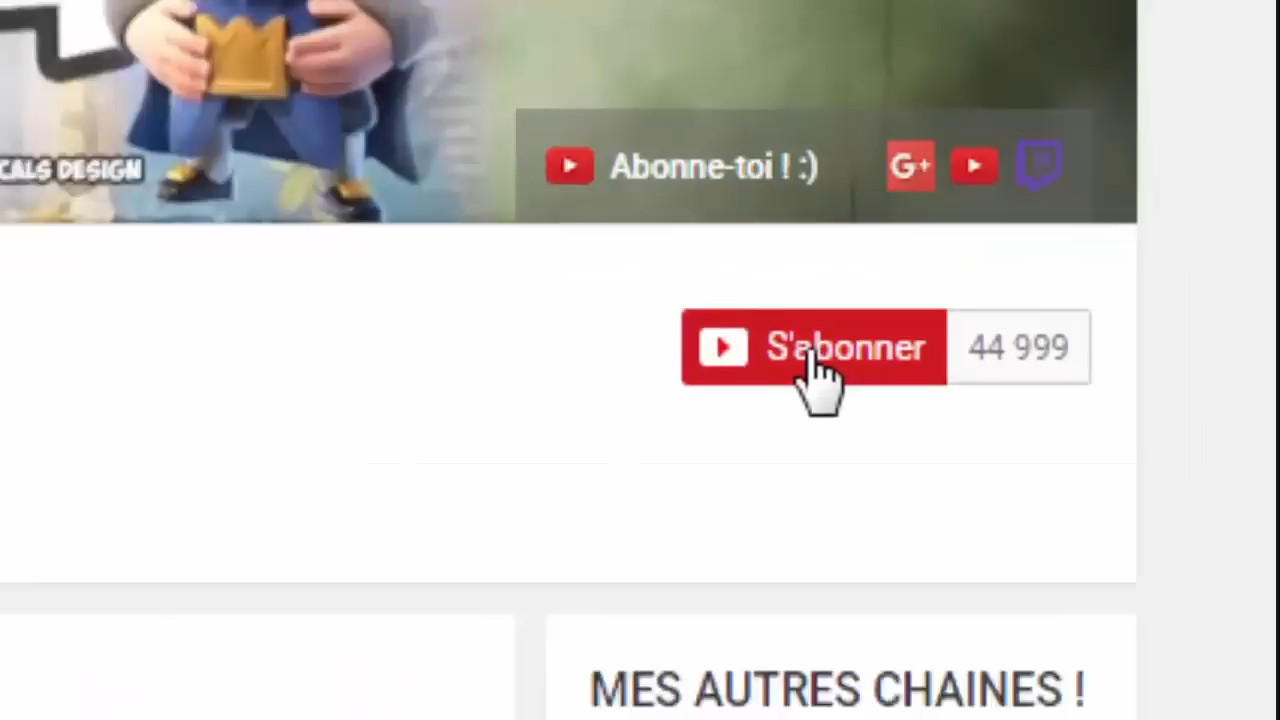 CALS DESIGN
Abonne-toi ! :)
G+
S'abonner
44 999
MES AUTRES CHAINES !